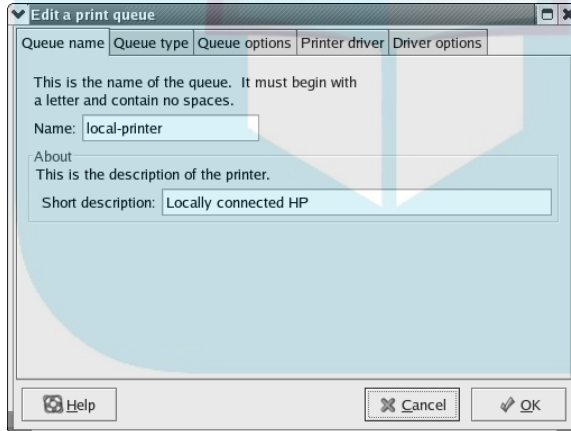 Edit a print queue
Queue name Queue type Queue options Printer driver Driver options
This is the name of the queue. It must begin with
a letter and contain no spaces.
Name: local-printer
About
This is the description of the printer.
Short description: Locally connected HP
Help Cancel OK